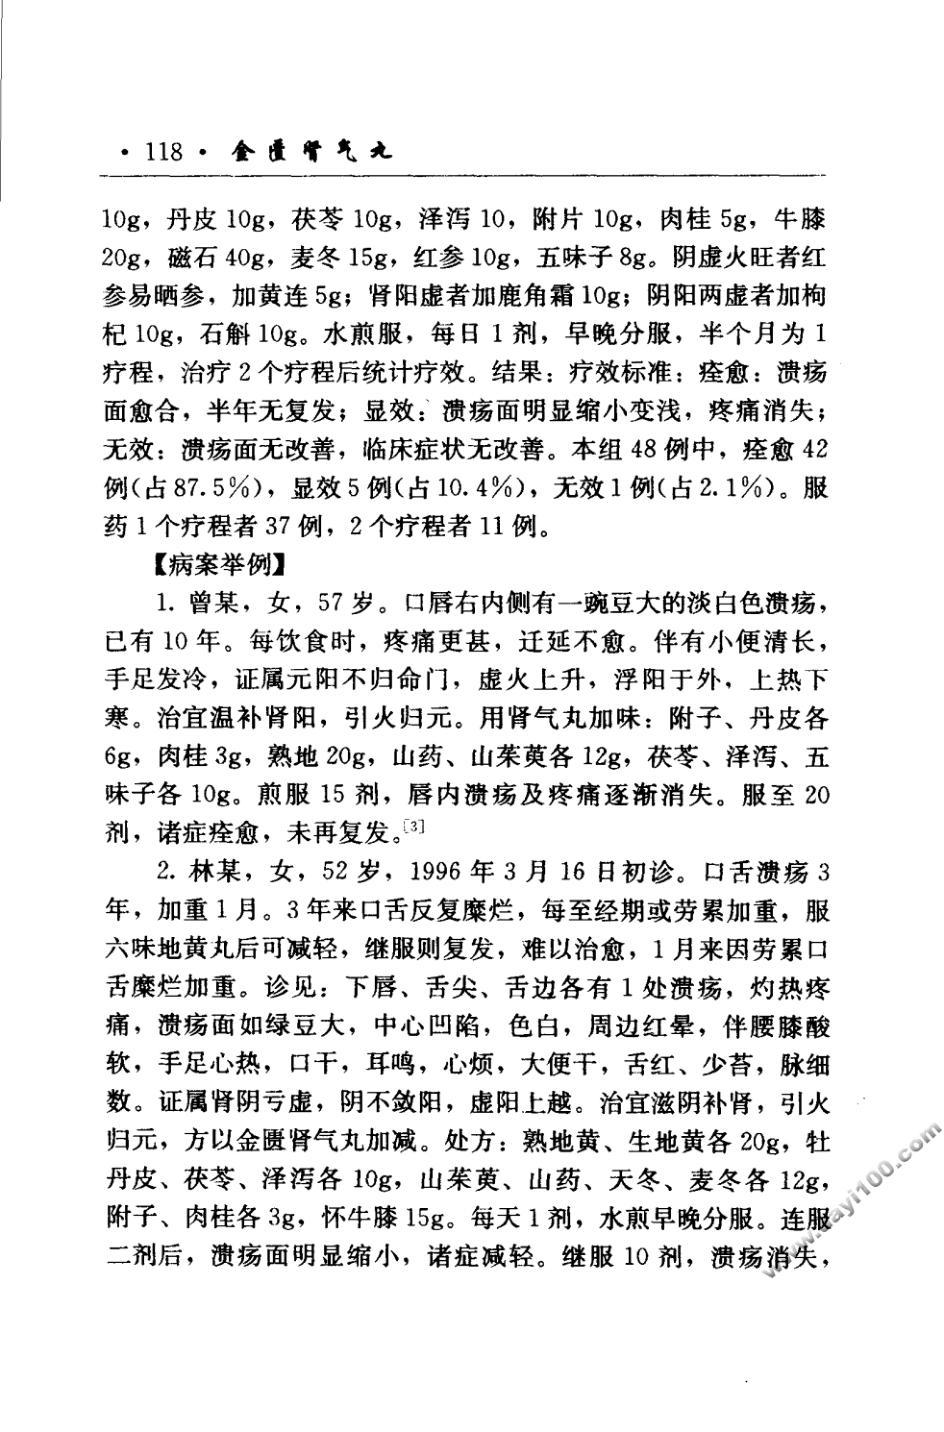 · 118 · 金匮肾气丸
10g，丹皮 10g，茯苓 10g，泽泻 10，附片 10g，肉桂 5g，牛膝
20g，磁石 40g，麦冬 15g，红参 10g，五味子 8g。阴虚火旺者红
参易晒参，加黄连 5g；肾阳虚者加鹿角霜 10g；阴阳两虚者加枸
杞 10g，石斛 10g。水煎服，每日 1 剂，早晚分服，半个月为 1
疗程，治疗 2 个疗程后统计疗效。结果：疗效标准：痊愈：溃疡
面愈合，半年无复发；显效：溃疡面明显缩小变浅，疼痛消失；
无效：溃疡面无改善，临床症状无改善。本组 48 例中，痊愈 42
例(占 87.5%)，显效 5 例(占 10.4%)，无效 1 例(占 2.1%)。服
药 1 个疗程者 37 例，2 个疗程者 11 例。
【病案举例】
1. 曾某，女，57 岁。口唇右内侧有一豌豆大的淡白色溃疡，
已有 10 年。每饮食时，疼痛更甚，迁延不愈。伴有小便清长，
手足发冷，证属元阳不归命门，虚火上升，浮阳于外，上热下
寒。治宜温补肾阳，引火归元。用肾气丸加味：附子、丹皮各
6g，肉桂 3g，熟地 20g，山药、山茱萸各 12g，茯苓、泽泻、五
味子各 10g。煎服 15 剂，唇内溃疡及疼痛逐渐消失。服至 20
剂，诸症痊愈，未再复发。[3]
2. 林某，女，52 岁，1996 年 3 月 16 日初诊。口舌溃疡 3
年，加重 1 月。3 年来口舌反复糜烂，每至经期或劳累加重，服
六味地黄丸后可减轻，继服则复发，难以治愈，1 月来因劳累口
舌糜烂加重。诊见：下唇、舌尖、舌边各有 1 处溃疡，灼热疼
痛，溃疡面如绿豆大，中心凹陷，色白，周边红晕，伴腰膝酸
软，手足心热，口干，耳鸣，心烦，大便干，舌红、少苔，脉细
数。证属肾阴亏虚，阴不敛阳，虚阳上越。治宜滋阴补肾，引火
归元，方以金匮肾气丸加减。处方：熟地黄、生地黄各 20g，牡
丹皮、茯苓、泽泻各 10g，山茱萸、山药、天冬、麦冬各 12g，
附子、肉桂各 3g，怀牛膝 15g。每天 1 剂，水煎早晚分服。连服
二剂后，溃疡面明显缩小，诸症减轻。继服 10 剂，溃疡消失，
www.nayi100.com